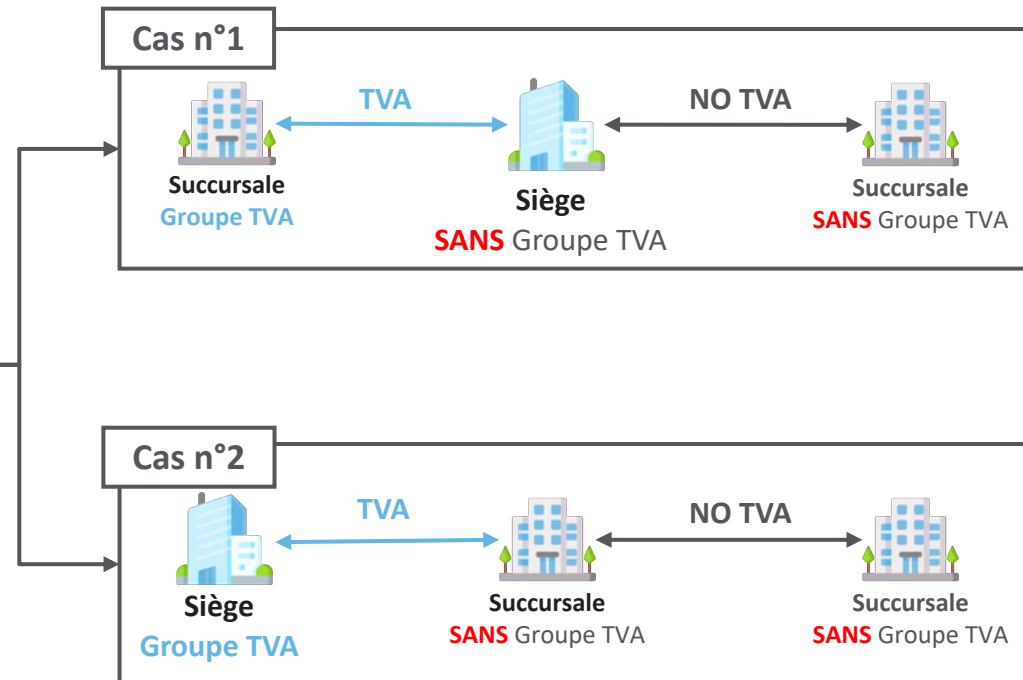 Cas n°1
TVA
NO TVA
Succursale
Groupe TVA
Siège
SANS Groupe TVA
Succursale
SANS Groupe TVA
Cas n°2
TVA
NO TVA
Siège
Groupe TVA
Succursale
SANS Groupe TVA
Succursale
SANS Groupe TVA